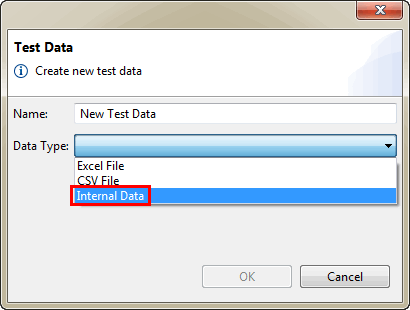 Test Data
Create new test data
Name: New Test Data
Data Type:
Excel File
CSV File
Internal Data
OK Cancel